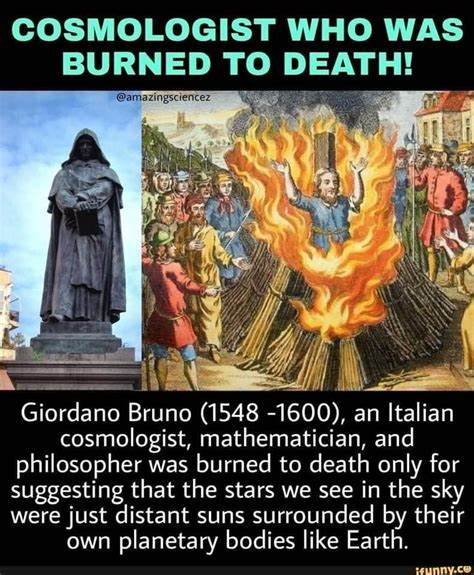 COSMOLOGIST WHO WAS
BURNED TO DEATH!
@amazingsciencez
Giordano Bruno (1548 -1600), an Italian
cosmologist, mathematician, and
philosopher was burned to death only for
suggesting that the stars we see in the sky
were just distant suns surrounded by their
own planetary bodies like Earth.
ifunny.co